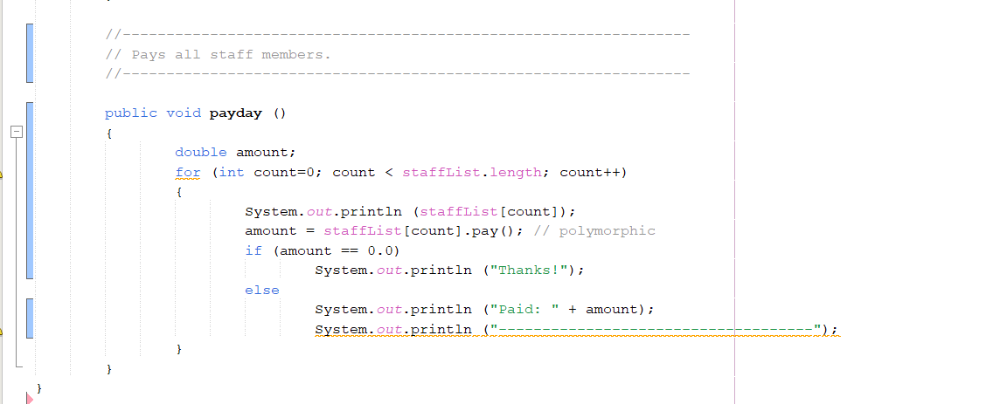 //-----------------------------------------------------------------
// Pays all staff members.
//-----------------------------------------------------------------
public void payday ()
{
double amount;
for (int count=0; count < staffList.length; count++)
{
System.out.println (staffList[count]);
amount = staffList[count].pay(); // polymorphic
if (amount == 0.0)
System.out.println ("Thanks!");
else
System.out.println ("Paid: " + amount);
System.out.println ("------------------------------------");
}
}
}